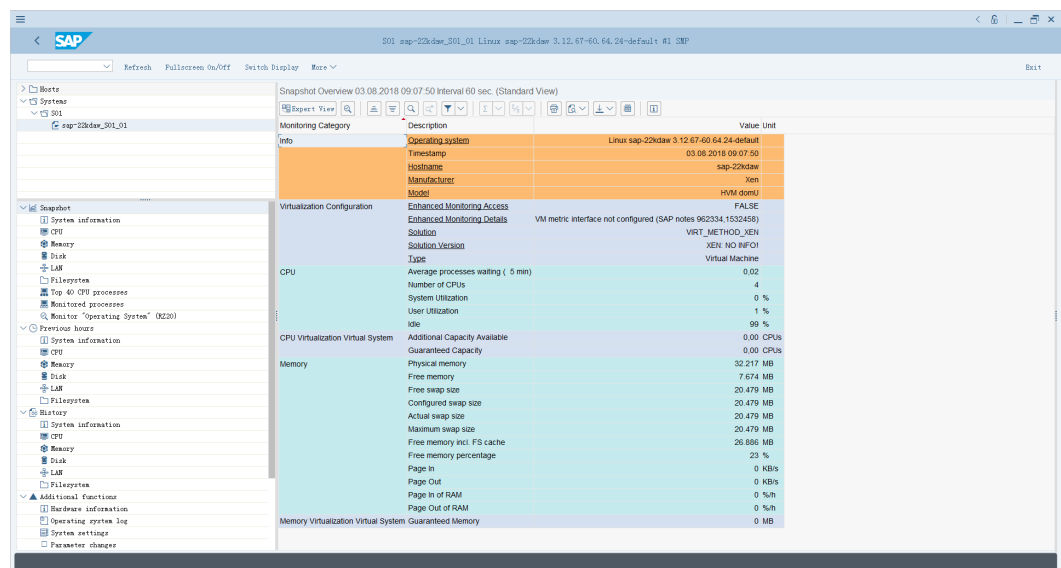 SAP
S01 sap-22kdaw_S01_01 Linux sap-22kdaw 3.12.67-60.64.24-default #1 SMP
Refresh Fullscreen On/Off Switch Display More Exit
Hosts
Systems
S01
sap-22kdaw_S01_01
Snapshot
System information
CPU
Memory
Disk
LAN
Filesystem
Top 40 CPU processes
Monitored processes
Monitor "Operating System" (RZ20)
Previous hours
System information
CPU
Memory
Disk
LAN
Filesystem
History
System information
CPU
Memory
Disk
LAN
Filesystem
Additional functions
Hardware information
Operating system log
System settings
Parameter changes
Snapshot Overview 03.08.2018 09:07:50 Interval 60 sec. (Standard View)
Expert View
Monitoring Category Description Value Unit
Info Operating system Linux sap-22kdaw 3.12.67-60.64.24-default
Timestamp 03.08.2018 09:07:50
Hostname sap-22kdaw
Manufacturer Xen
Model HVM domU
Virtualization Configuration Enhanced Monitoring Access FALSE
Enhanced Monitoring Details VM metric interface not configured (SAP notes 962334,1532458)
Solution VIRT_METHOD_XEN
Solution Version XEN: NO INFO!
Type Virtual Machine
CPU Average processes waiting ( 5 min) 0,02
Number of CPUs 4
System Utilization 0 %
User Utilization 1 %
Idle 99 %
CPU Virtualization Virtual System Additional Capacity Available 0,00 CPUs
Guaranteed Capacity 0,00 CPUs
Memory Physical memory 32.217 MB
Free memory 7.674 MB
Free swap size 20.479 MB
Configured swap size 20.479 MB
Actual swap size 20.479 MB
Maximum swap size 20.479 MB
Free memory incl. FS cache 26.886 MB
Free memory percentage 23 %
Page In 0 KB/s
Page Out 0 KB/s
Page In of RAM 0 %/h
Page Out of RAM 0 %/h
Memory Virtualization Virtual System Guaranteed Memory 0 MB